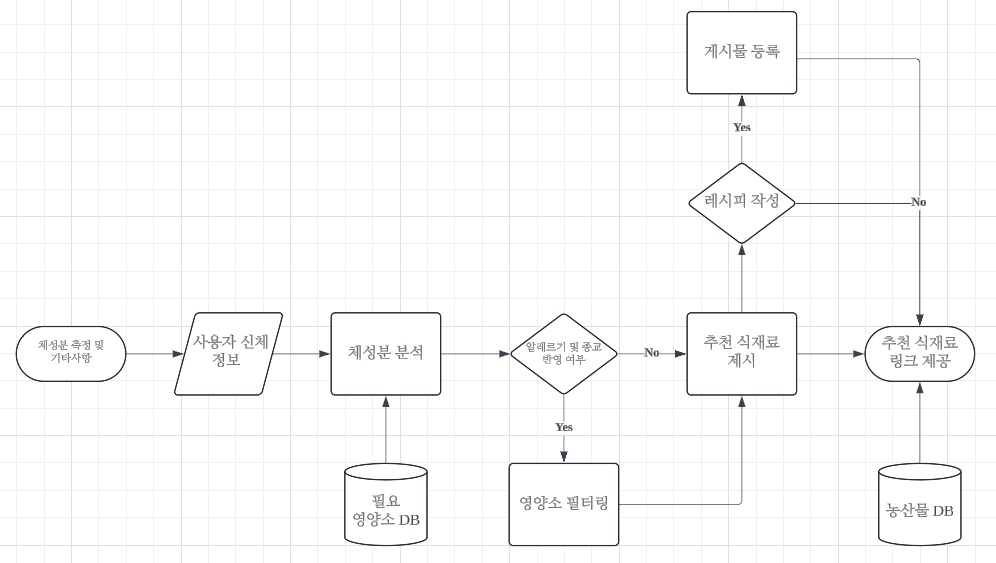 게시물 등록
Yes
레시피 작성
No
체성분 측정 및
기타사항
사용자 신체
정보
체성분 분석
알레르기 및 종교
반영 여부
No
추천 식재료
제시
추천 식재료
링크 제공
Yes
필요
영양소 DB
영양소 필터링
농산물 DB